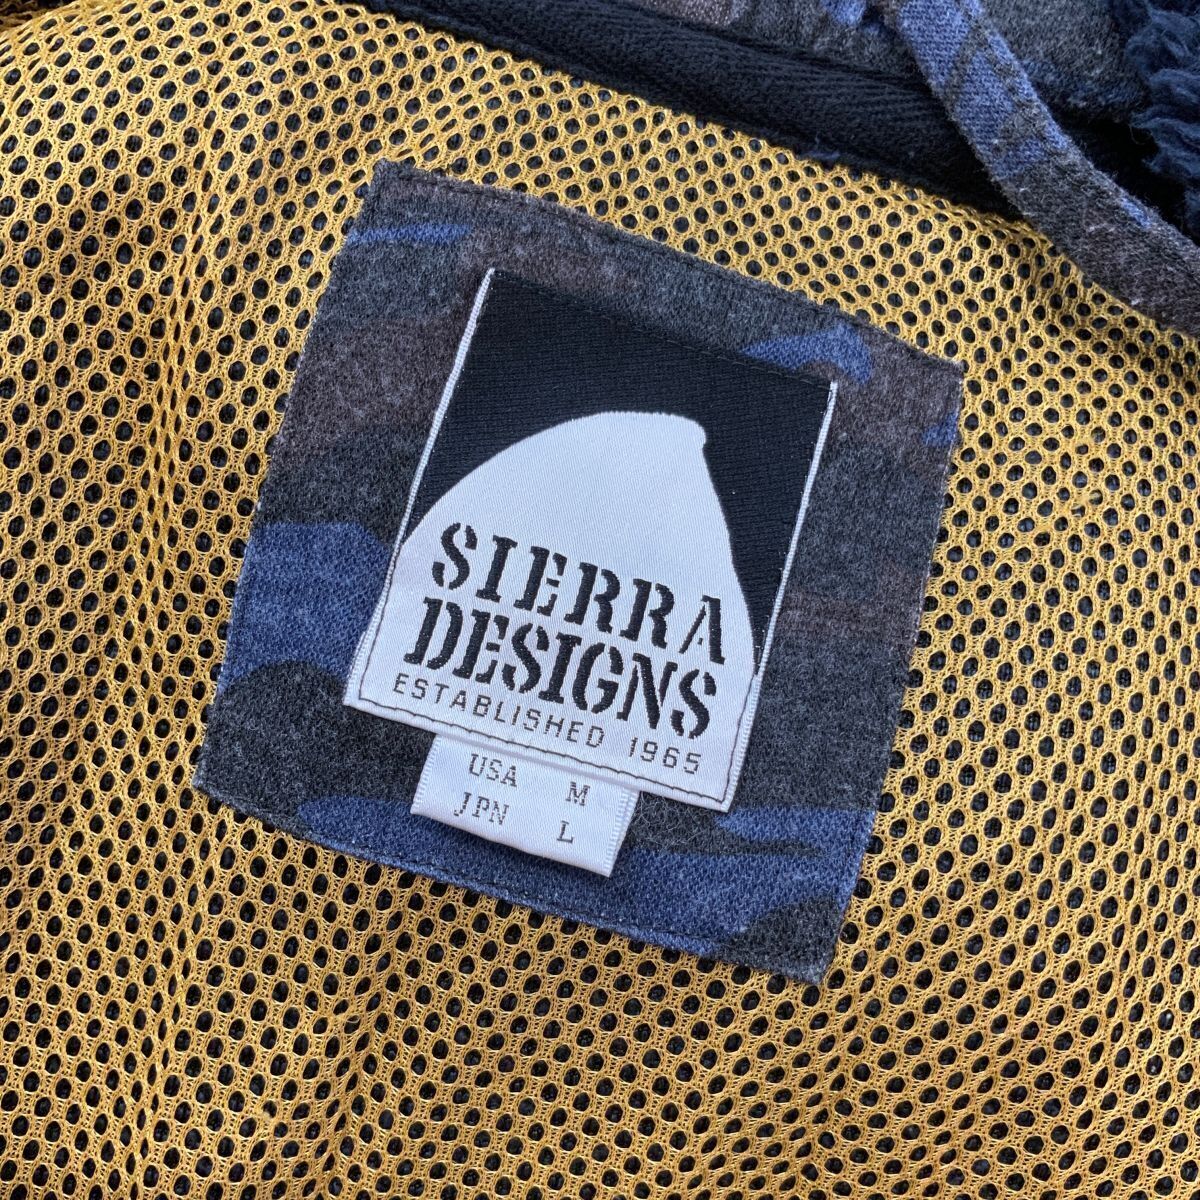 SIERRA
DESIGNS
ESTABLISHED 1965
USA M
JPN L